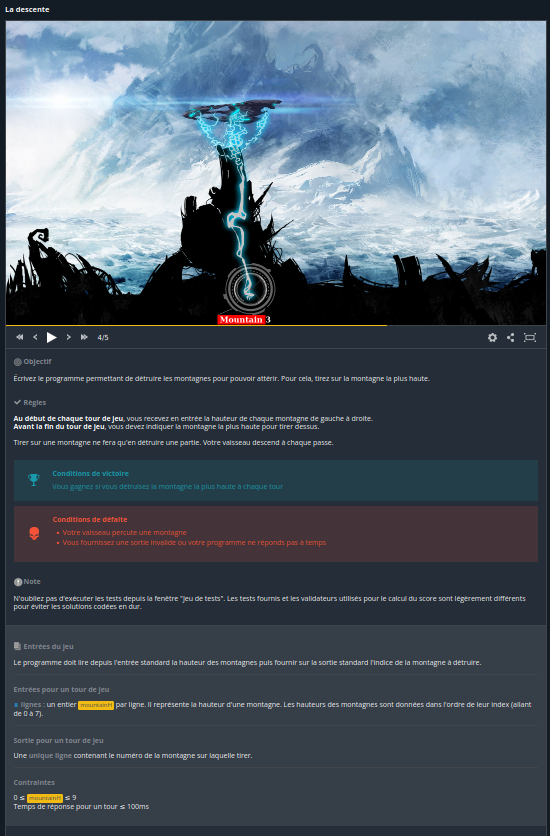 La descente
Mountain 3
4/5
Objectif
Écrivez le programme permettant de détruire les montagnes pour pouvoir attérir. Pour cela, tirez sur la montagne la plus haute.
Règles
Au début de chaque tour de jeu, vous recevez en entrée la hauteur de chaque montagne de gauche à droite.
Avant la fin du tour de jeu, vous devez indiquer la montagne la plus haute pour tirer dessus.
Tirer sur une montagne ne fera qu'en détruire une partie. Votre vaisseau descend à chaque passe.
Conditions de victoire
Vous gagnez si vous détruisez la montagne la plus haute à chaque tour
Conditions de défaite
• Votre vaisseau percute une montagne
• Vous fournissez une sortie invalide ou votre programme ne réponds pas à temps
Note
N'oubliez pas d'exécuter les tests depuis la fenêtre "Jeu de tests". Les tests fournis et les validateurs utilisés pour le calcul du score sont légèrement différents
pour éviter les solutions codées en dur.
Entrées du jeu
Le programme doit lire depuis l'entrée standard la hauteur des montagnes puis fournir sur la sortie standard l'indice de la montagne à détruire.
Entrées pour un tour de jeu
8 lignes : un entier mountainH par ligne. Il représente la hauteur d'une montagne. Les hauteurs des montagnes sont données dans l'ordre de leur index (allant
de 0 à 7).
Sortie pour un tour de jeu
Une unique ligne contenant le numéro de la montagne sur laquelle tirer.
Contraintes
0 ≤ mountainH ≤ 9
Temps de réponse pour un tour ≤ 100ms